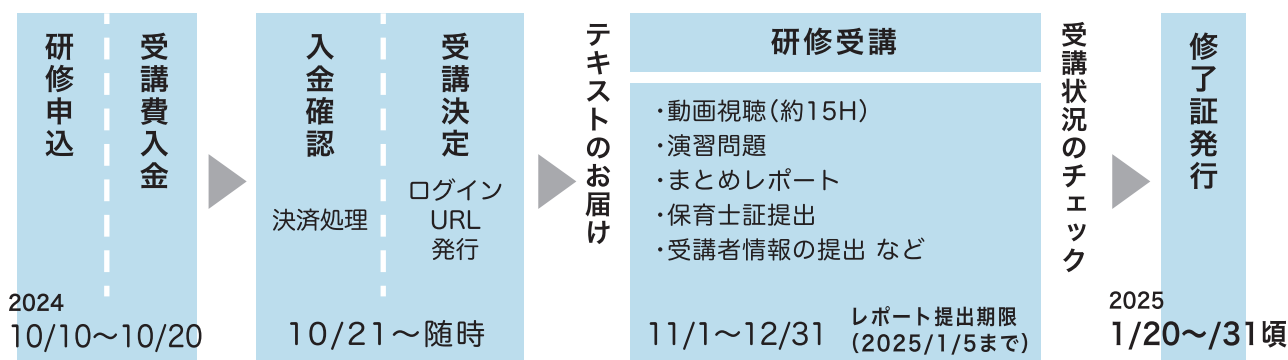 研修申込
受講費入金
2024
10/10〜10/20
入金確認
決済処理
受講決定
ログイン
URL
発行
10/21〜随時
テキストのお届け
研修受講
・動画視聴（約15H）
・演習問題
・まとめレポート
・保育士証提出
・受講者情報の提出 など
11/1〜12/31
レポート提出期限
（2025/1/5まで）
受講状況のチェック
修了証発行
2025
1/20〜/31頃